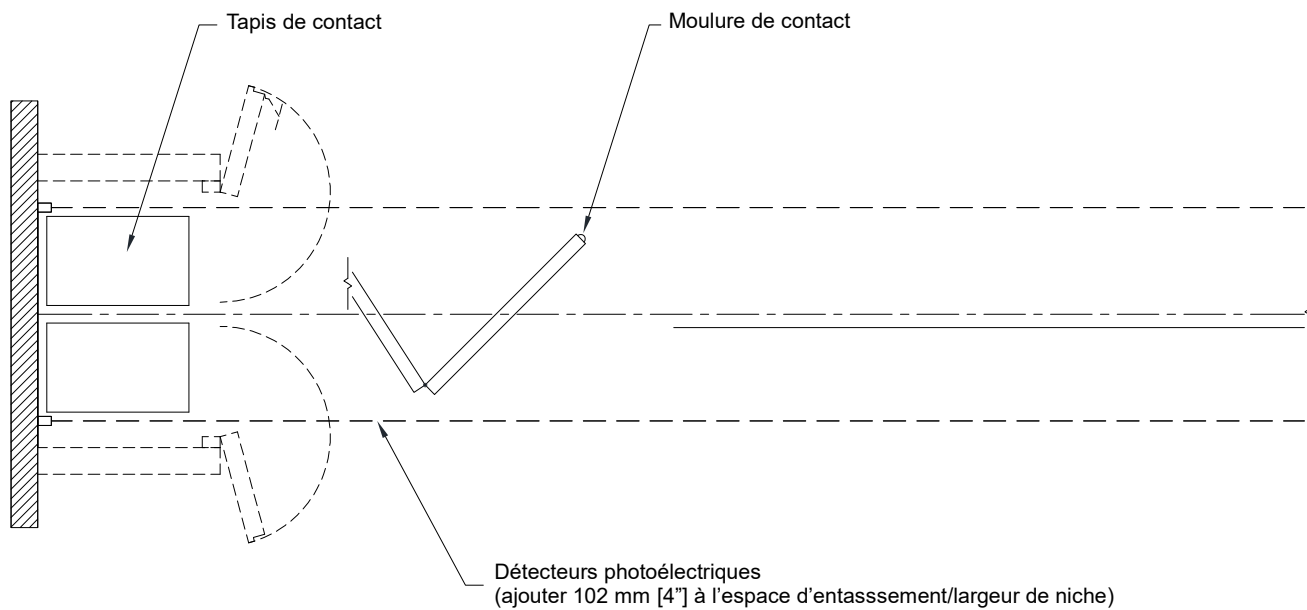 Tapis de contact
Moulure de contact
Détecteurs photoélectriques
(ajouter 102 mm [4”] à l’espace d’entasssement/largeur de niche)